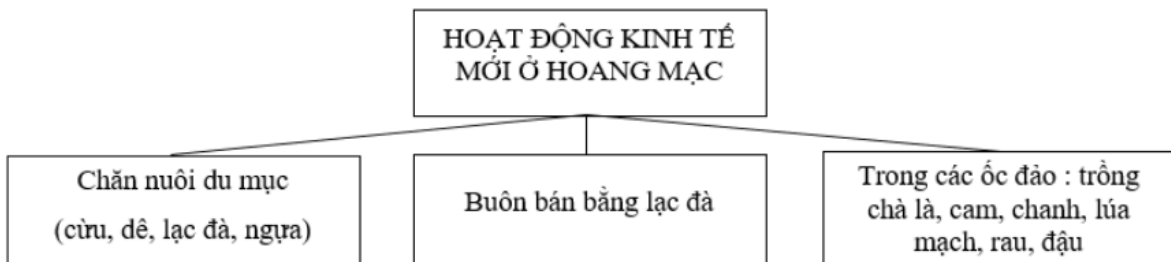 HOẠT ĐỘNG KINH TẾ
MỚI Ở HOANG MẠC
Chăn nuôi du mục
(cừu, dê, lạc đà, ngựa)
Buôn bán bằng lạc đà
Trong các ốc đảo : trồng
chà là, cam, chanh, lúa
mạch, rau, đậu